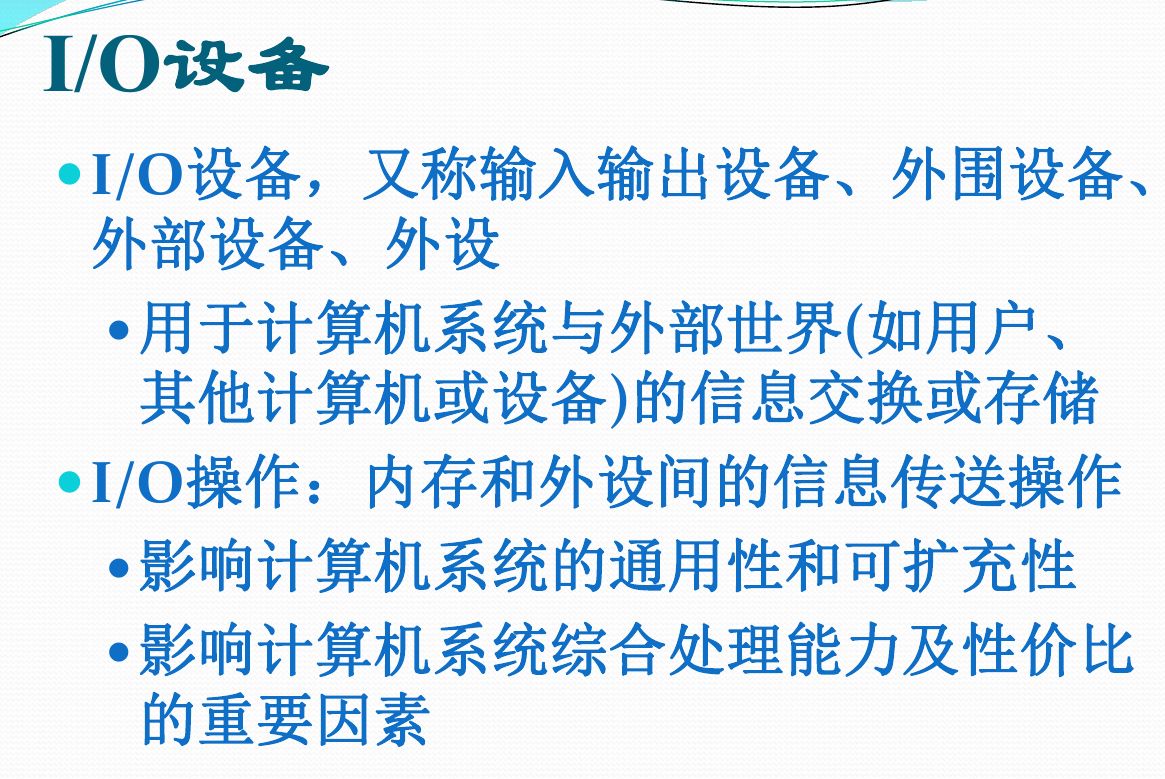 I/O设备
•I/O设备，又称输入输出设备、外围设备、
外部设备、外设
•用于计算机系统与外部世界(如用户、
其他计算机或设备)的信息交换或存储
•I/O操作：内存和外设间的信息传送操作
•影响计算机系统的通用性和可扩充性
•影响计算机系统综合处理能力及性价比
的重要因素